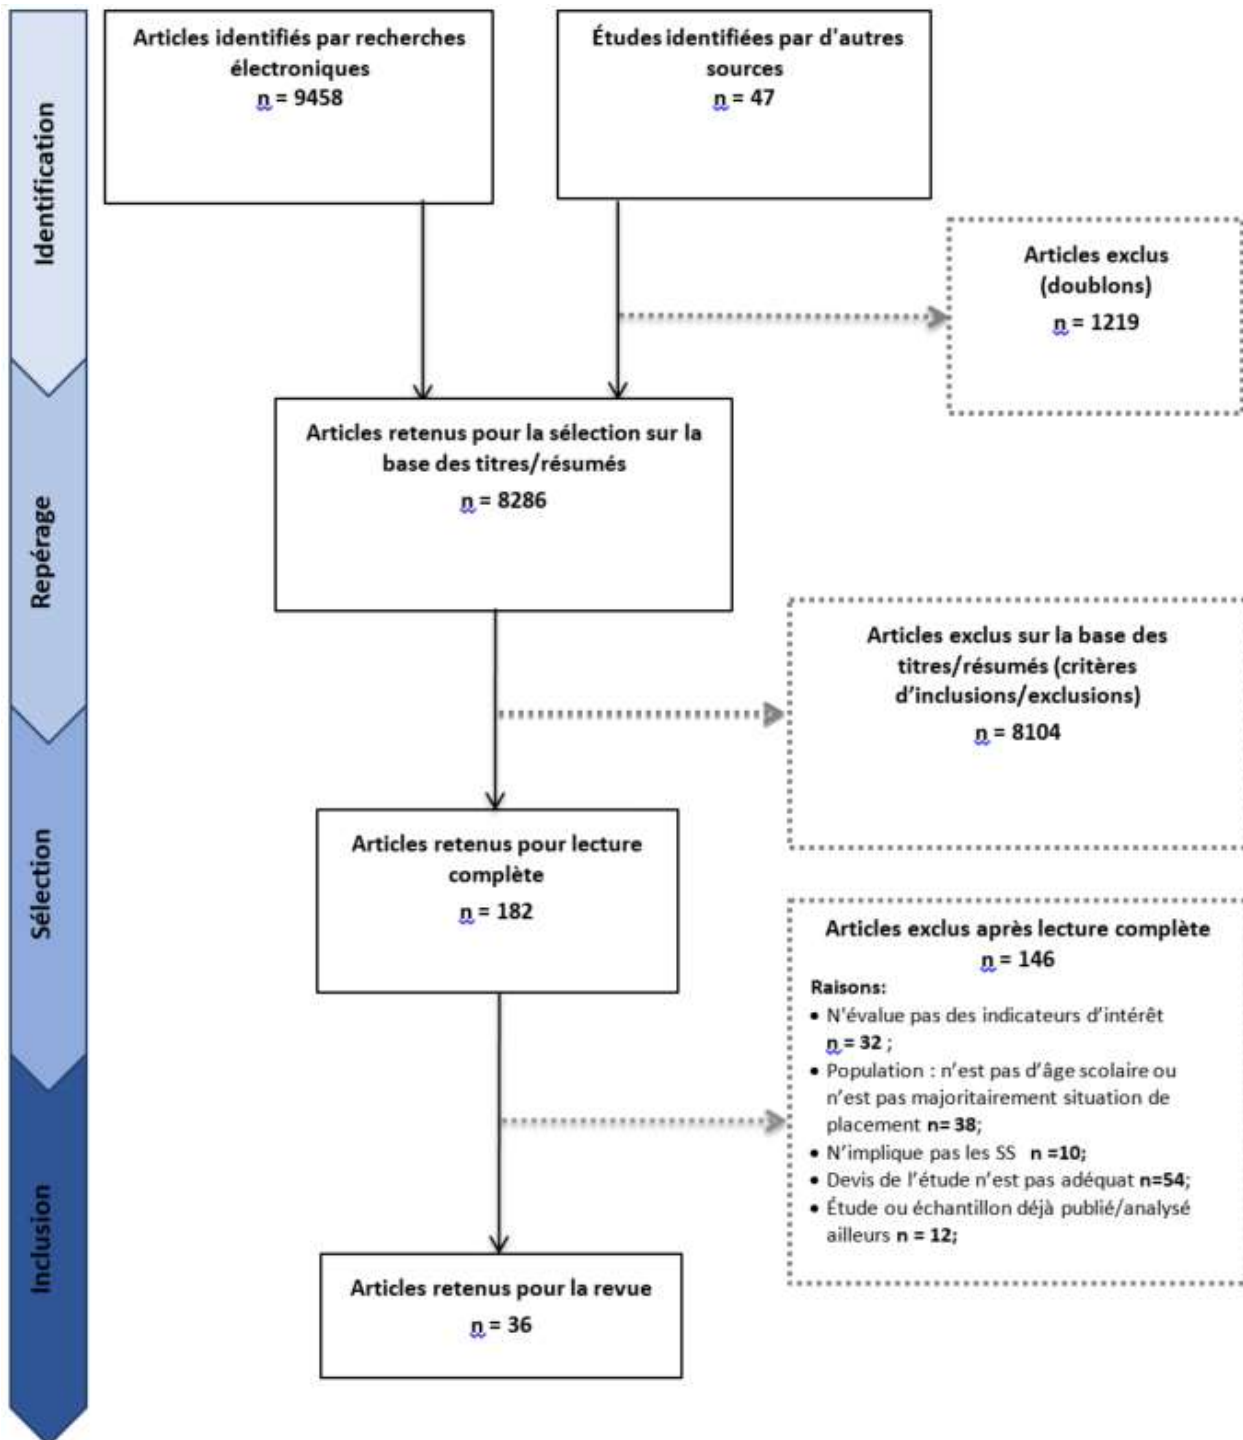 Identification
Articles identifiés par recherches
électroniques
n = 9458
Études identifiées par d'autres
sources
n = 47
Articles exclus
(doublons)
n = 1219
Repérage
Articles retenus pour la sélection sur la
base des titres/résumés
n = 8286
Articles exclus sur la base des
titres/résumés (critères
d’inclusions/exclusions)
n = 8104
Sélection
Articles retenus pour lecture
complète
n = 182
Articles exclus après lecture complète
n = 146
Raisons:
• N'évalue pas des indicateurs d’intérêt
n = 32 ;
• Population : n’est pas d’âge scolaire ou
n’est pas majoritairement situation de
placement n= 38;
• N’implique pas les SS n =10;
• Devis de l’étude n’est pas adéquat n=54;
• Étude ou échantillon déjà publié/analysé
ailleurs n = 12;
Inclusion
Articles retenus pour la revue
n = 36